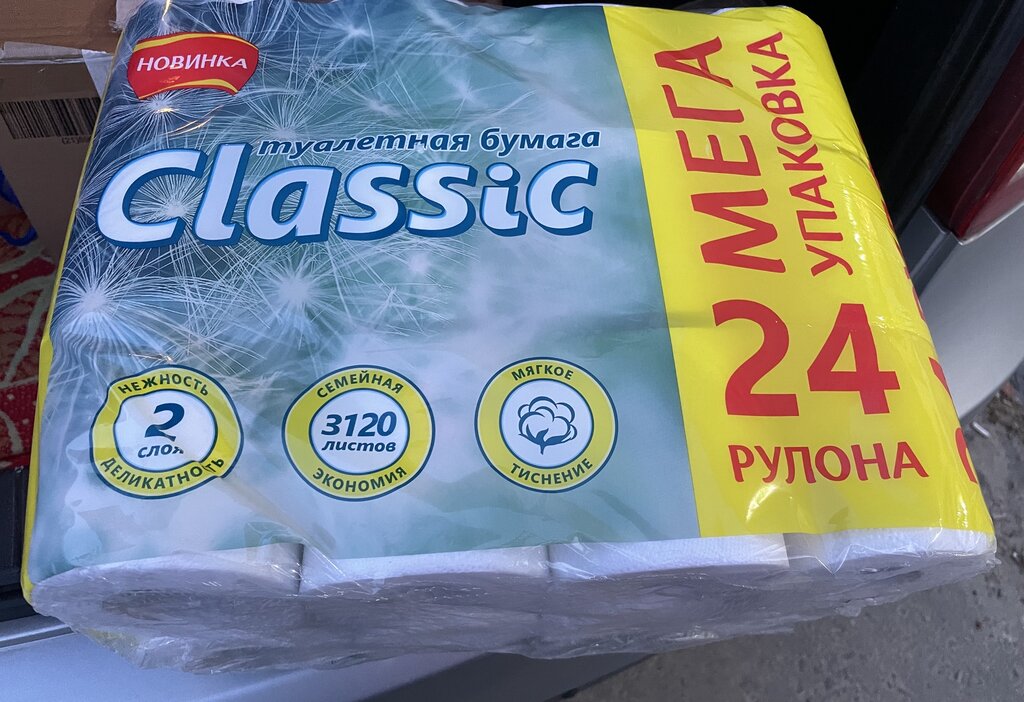 НОВИНКА
туалетная бумага
Classic
НЕЖНОСТЬ
2
СЛОЯ
ДЕЛИКАТНОСТЬ
СЕМЕЙНАЯ
3120
ЛИСТОВ
ЭКОНОМИЯ
МЯГКОЕ
ТИСНЕНИЕ
МЕГА
УПАКОВКА
24
РУЛОНА